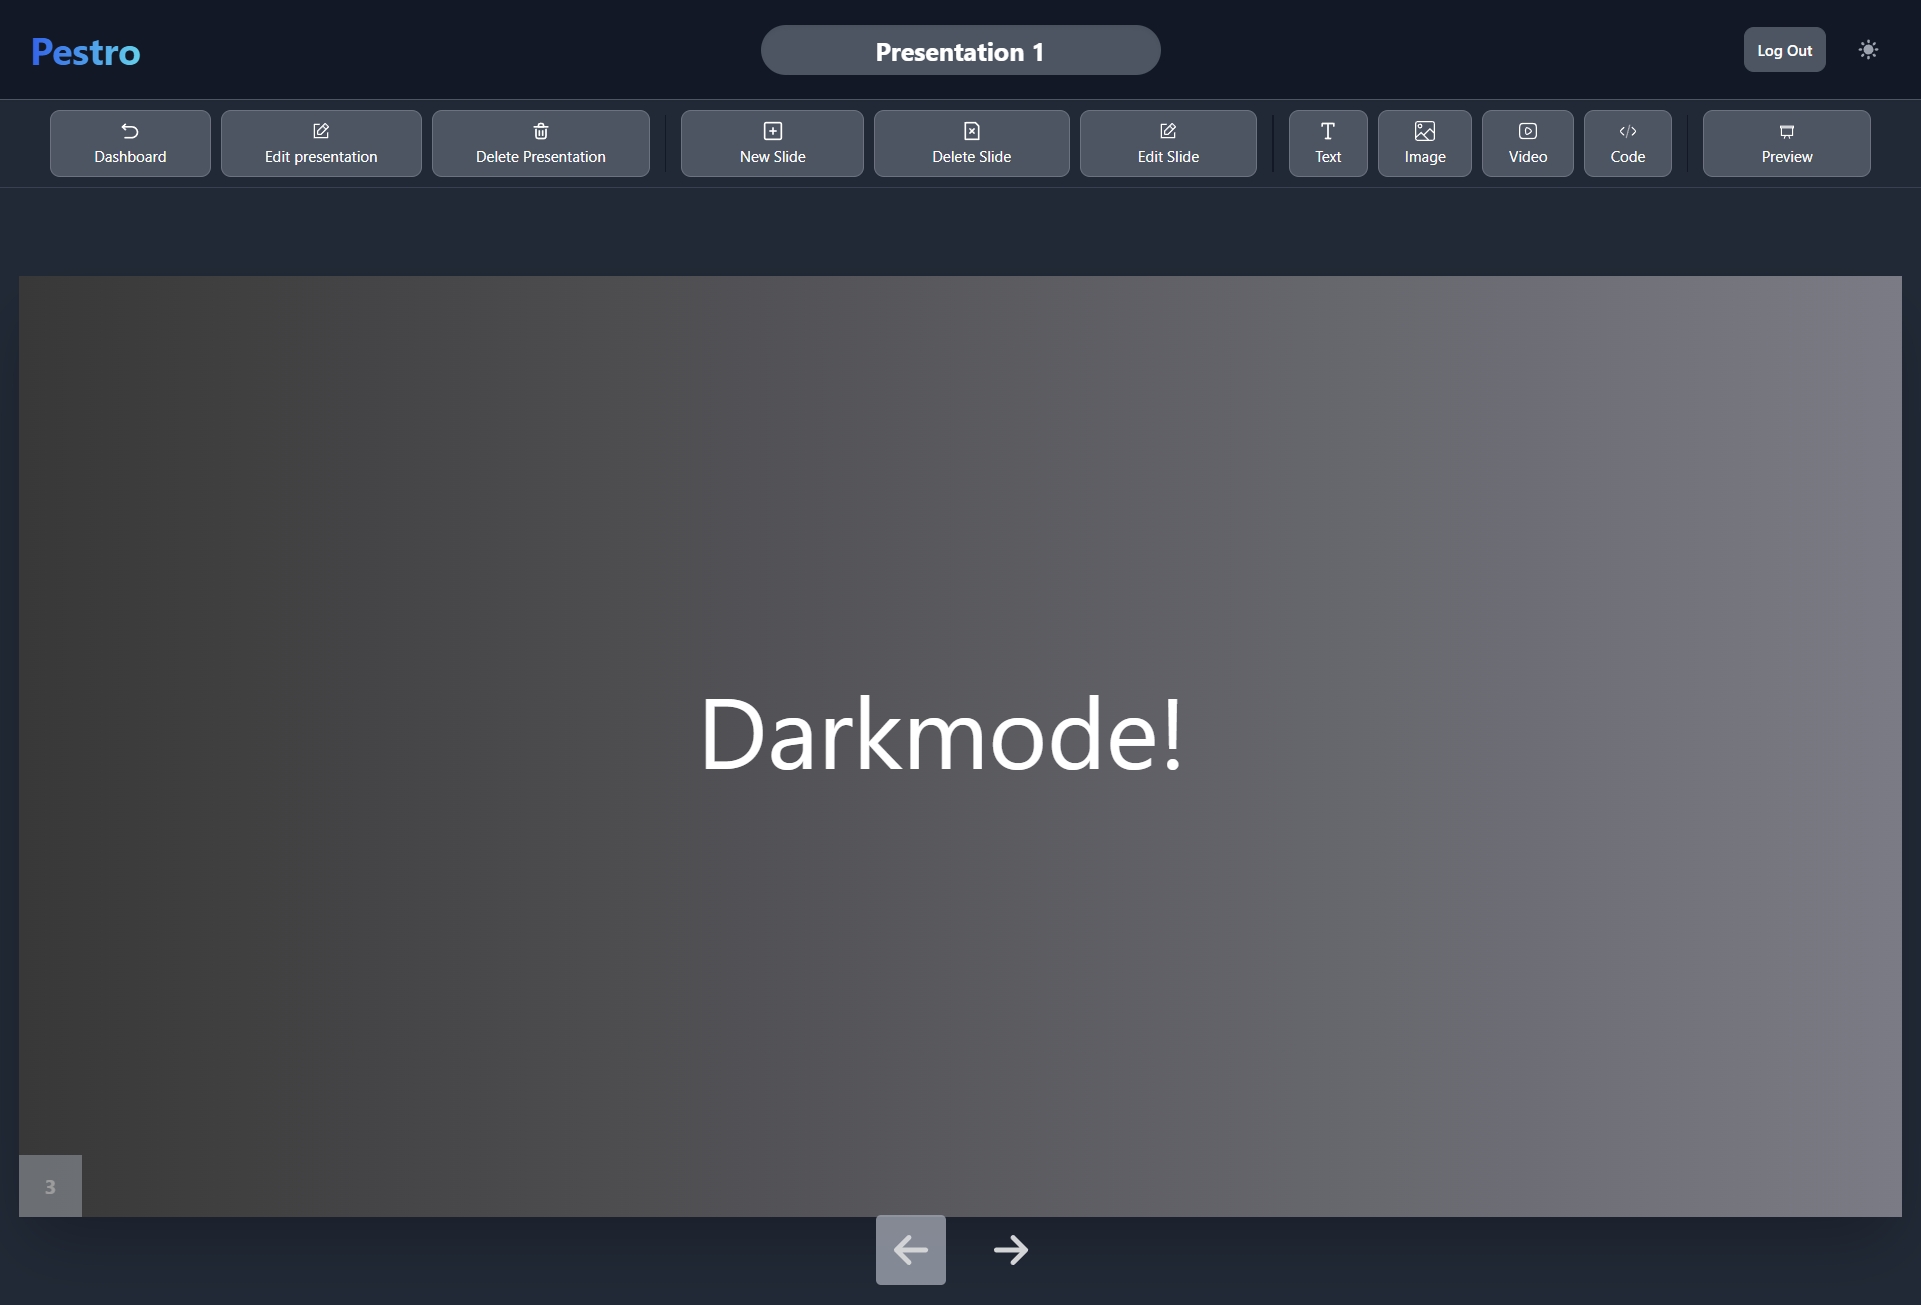 Pestro
Presentation 1
Log Out
Dashboard
Edit presentation
Delete Presentation
New Slide
Delete Slide
Edit Slide
Text
Image
Video
Code
Preview
Darkmode!
3